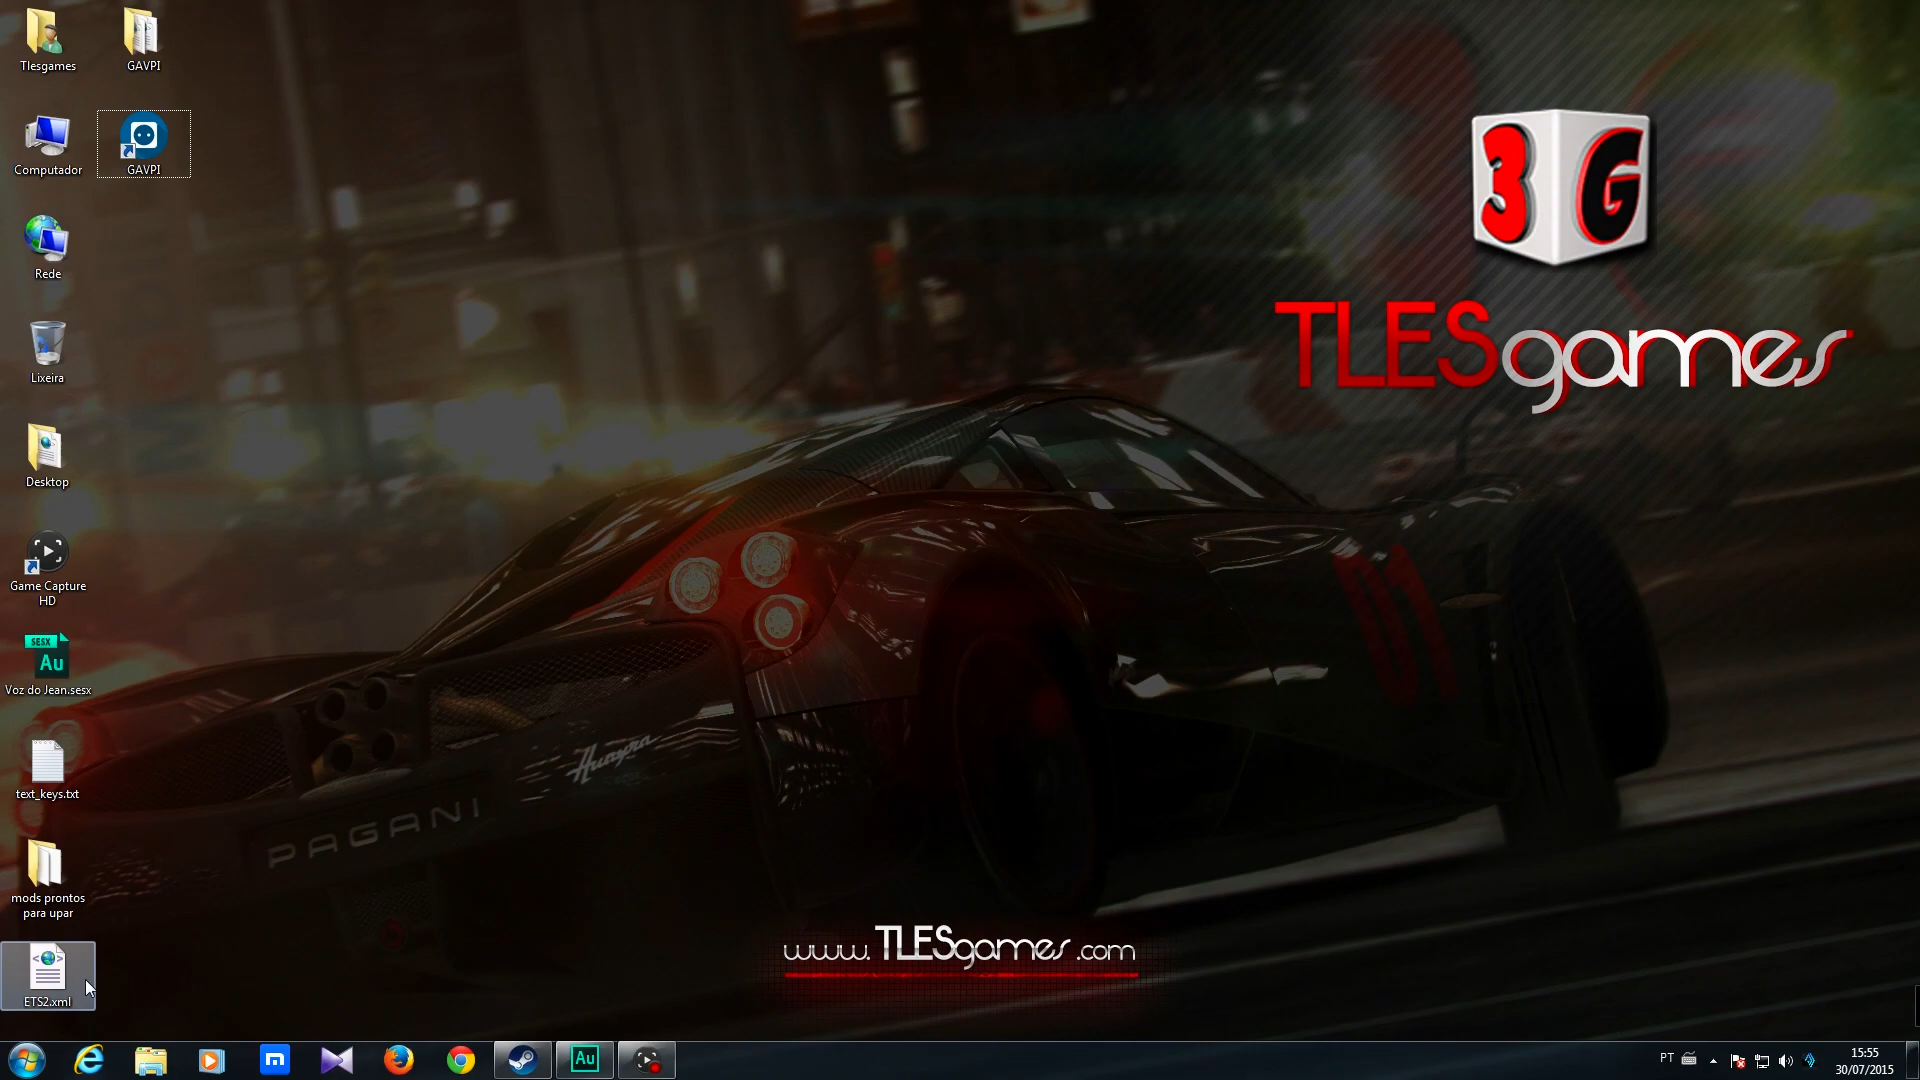 Tlesgames
GAVPI
Computador
GAVPI
Rede
Lixeira
Desktop
Game Capture
HD
SESX
Au
Voz do Jean.sesx
text_keys.txt
mods prontos
para upar
ETS2.xml
3 G
TLESgames
01
Huayra
PAGANI
www.TLESgames.com
Au
PT
15:55
30/07/2015